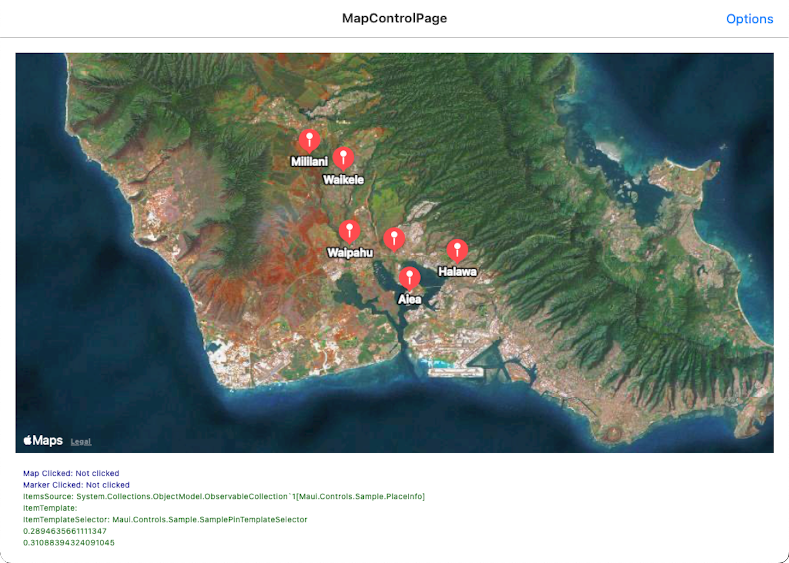 MapControlPage
Options
Mililani
Waikele
Waipahu
Halawa
Aiea
Maps Legal
Map Clicked: Not clicked
Marker Clicked: Not clicked
ItemsSource: System.Collections.ObjectModel.ObservableCollection`1[Maui.Controls.Sample.PlaceInfo]
ItemTemplate:
ItemTemplateSelector: Maui.Controls.Sample.SamplePinTemplateSelector
0.2894635661111347
0.31088394324091045